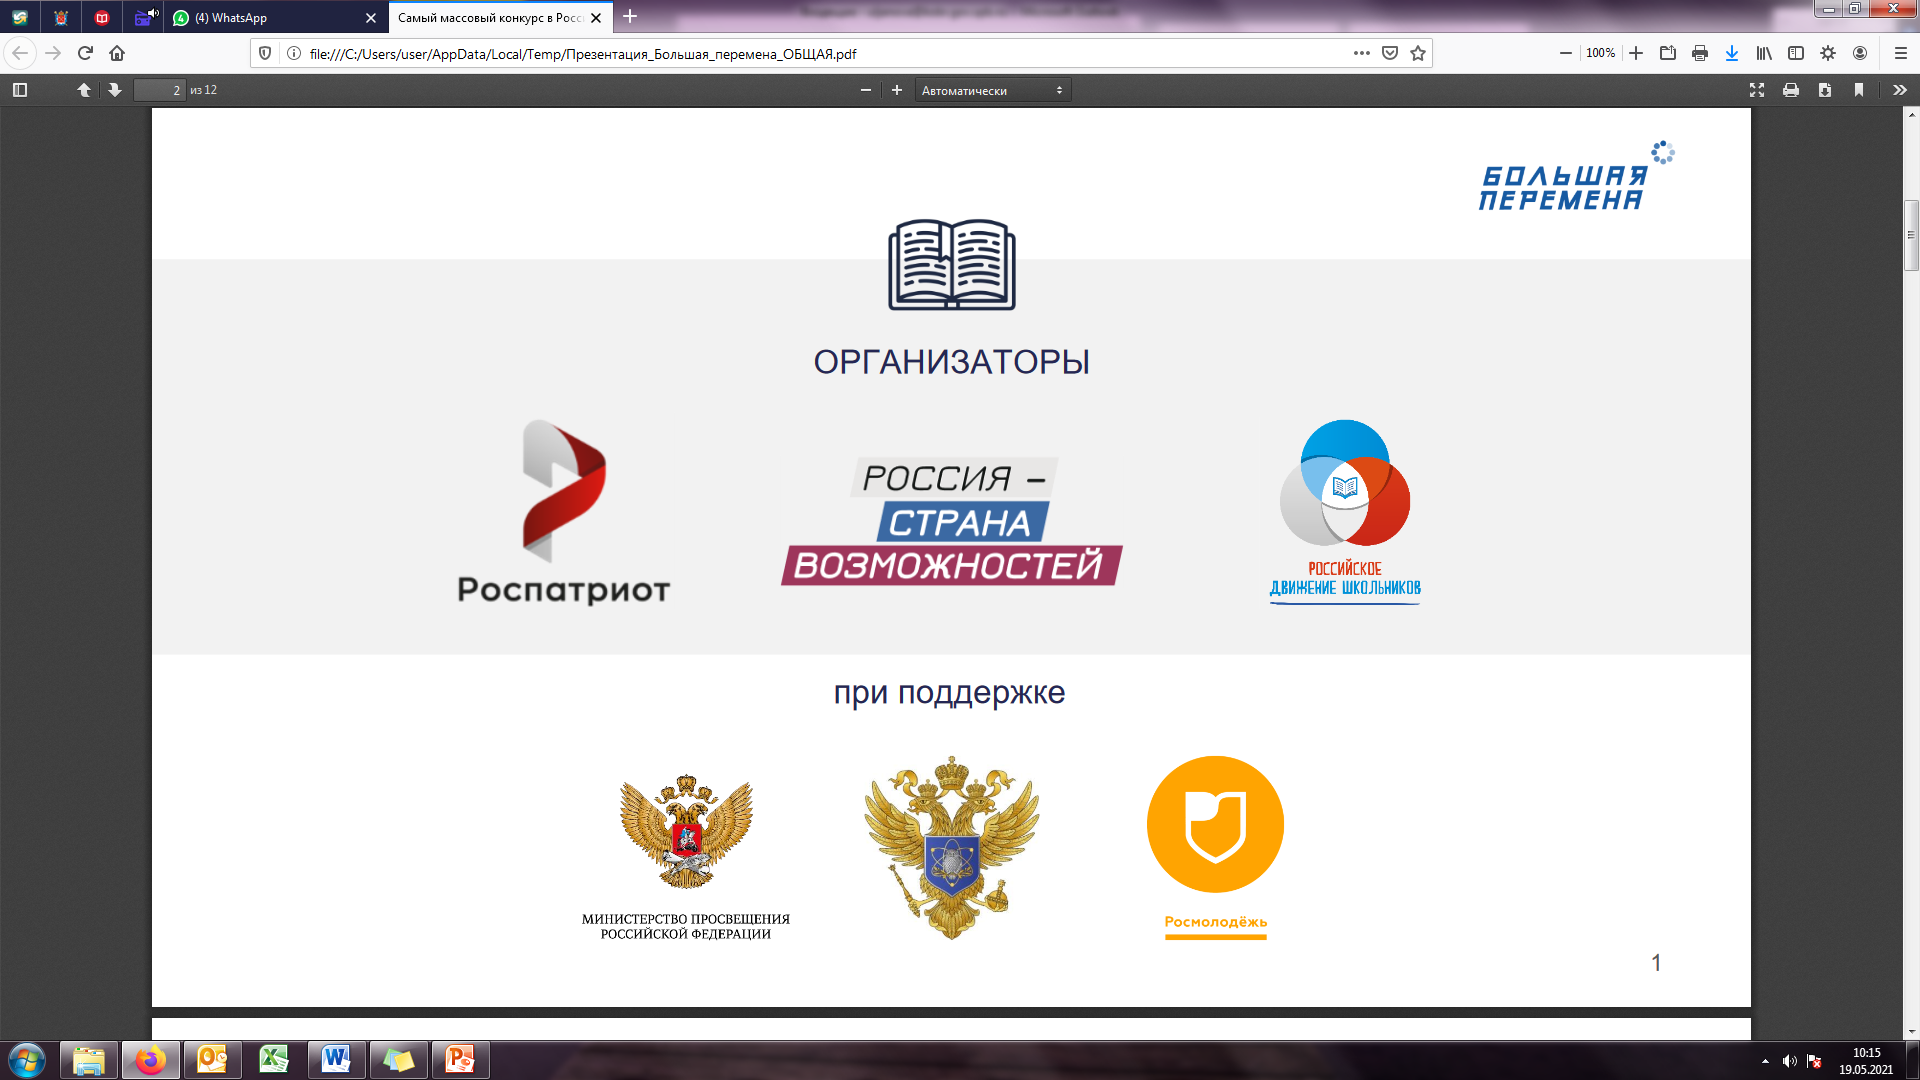 (4) WhatsApp
Самый массовый конкурс в Росс
file:///C:/Users/user/AppData/Local/Temp/Презентация_Большая_перемена_ОБЩАЯ.pdf
100%
2 из 12
Автоматически
БОЛЬШАЯ
ПЕРЕМЕНА
ОРГАНИЗАТОРЫ
Роспатриот
РОССИЯ –
СТРАНА
ВОЗМОЖНОСТЕЙ
РОССИЙСКОЕ
ДВИЖЕНИЕ ШКОЛЬНИКОВ
при поддержке
МИНИСТЕРСТВО ПРОСВЕЩЕНИЯ
РОССИЙСКОЙ ФЕДЕРАЦИИ
Росмолодёжь
1
10:15
19.05.2021